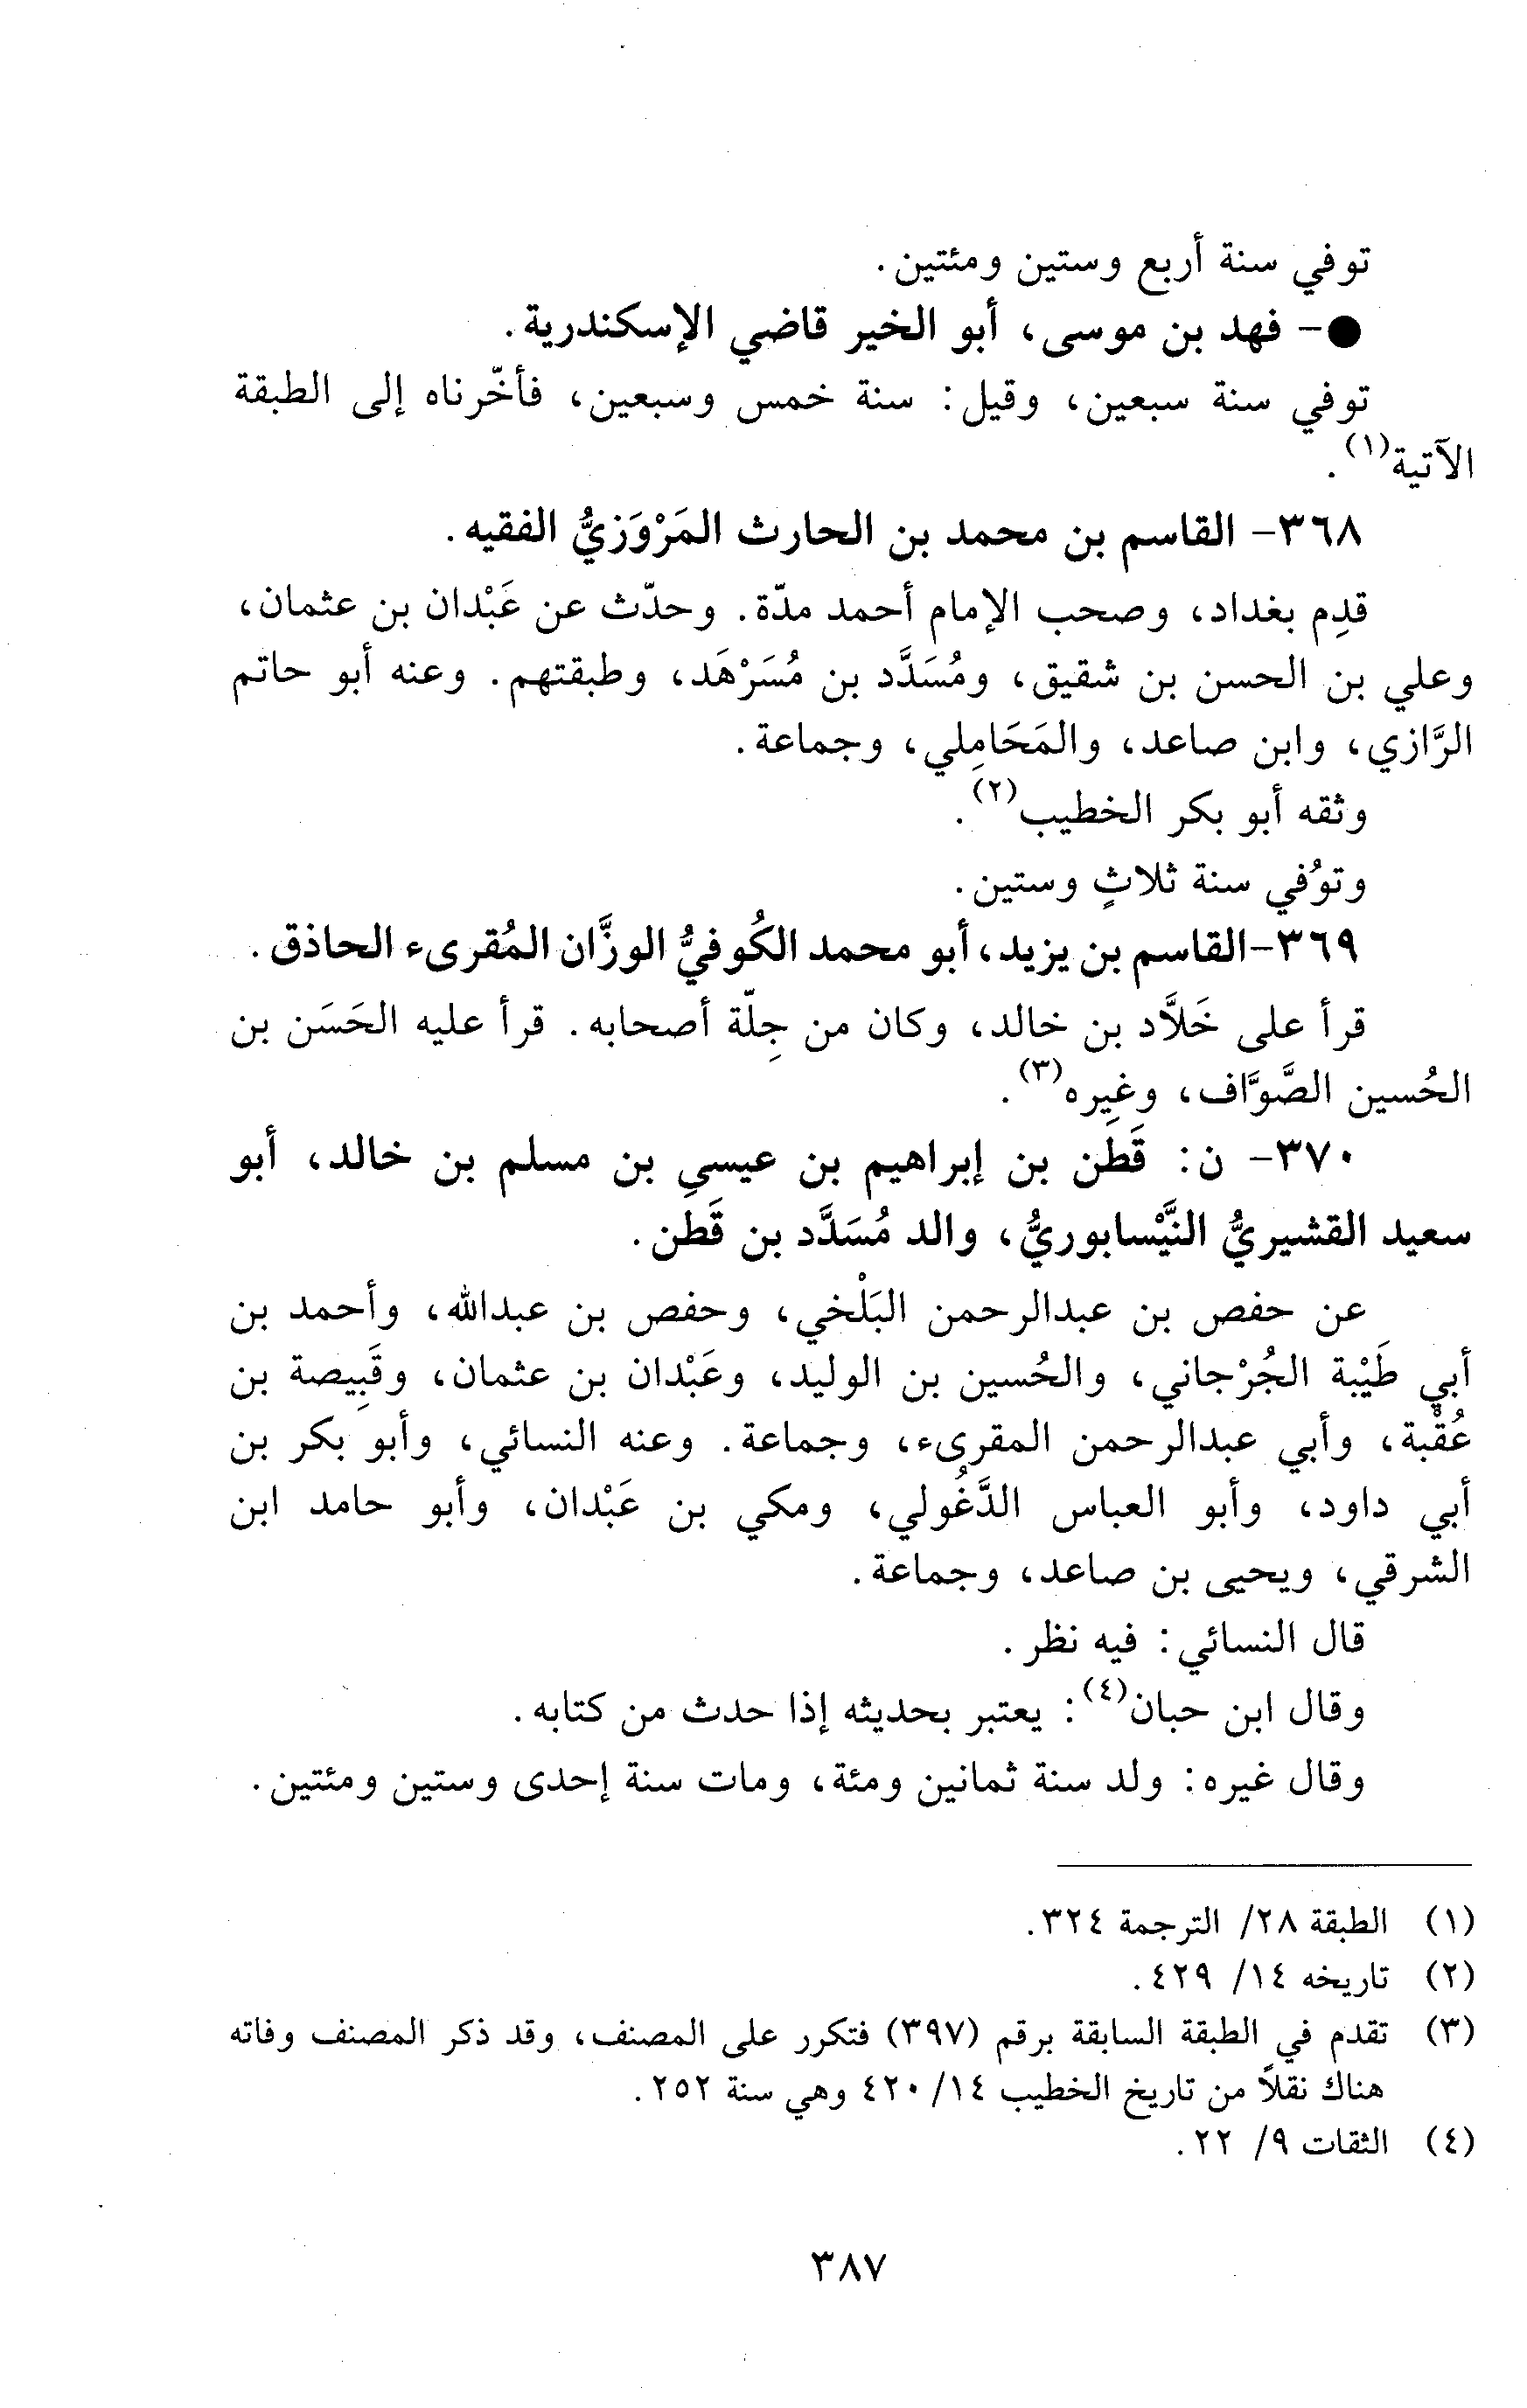 توفي سنة أربع وستين ومئتين.
●- فهد بن موسى، أبو الخير قاضي الإسكندرية.
توفي سنة سبعين، وقيل: سنة خمس وسبعين، فأخّرناه إلى الطبقة
الآتية(١).
٣٦٨- القاسم بن محمد بن الحارث المَرْوَزيُّ الفقيه.
قدِم بغداد، وصحب الإمام أحمد مدّة. وحدّث عن عَبْدان بن عثمان،
وعلي بن الحسن بن شقيق، ومُسَدَّد بن مُسَرْهَد، وطبقتهم. وعنه أبو حاتم
الرَّازي، وابن صاعد، والمَحَامِلي، وجماعة.
وثقه أبو بكر الخطيب(٢).
وتوُفي سنة ثلاثٍ وستين.
٣٦٩-القاسم بن يزيد، أبو محمد الكُوفيُّ الوزَّان المُقرىء الحاذق.
قرأ على خَلاَّد بن خالد، وكان من جِلّة أصحابه. قرأ عليه الحَسَن بن
الحُسين الصَّوَّاف، وغيره(٣).
٣٧٠- ن: قَطَن بن إبراهيم بن عيسى بن مسلم بن خالد، أبو
سعيد القشيريُّ النَّيْسابوريُّ، والد مُسَدَّد بن قَطَن.
عن حفص بن عبدالرحمن البَلْخي، وحفص بن عبدالله، وأحمد بن
أبي طَيْبة الجُرْجاني، والحُسين بن الوليد، وعَبْدان بن عثمان، وقَبِيصة بن
عُقْبة، وأبي عبدالرحمن المقرىء، وجماعة. وعنه النسائي، وأبو بكر بن
أبي داود، وأبو العباس الدَّغُولي، ومكي بن عَبْدان، وأبو حامد ابن
الشرقي، ويحيى بن صاعد، وجماعة.
قال النسائي: فيه نظر.
وقال ابن حبان(٤): يعتبر بحديثه إذا حدث من كتابه.
وقال غيره: ولد سنة ثمانين ومئة، ومات سنة إحدى وستين ومئتين.
(١) الطبقة ٢٨/ الترجمة ٣٢٤.
(٢) تاريخه ١٤/ ٤٢٩.
(٣) تقدم في الطبقة السابقة برقم (٣٩٧) فتكرر على المصنف، وقد ذكر المصنف وفاته
هناك نقلاً من تاريخ الخطيب ١٤/ ٤٢٠ وهي سنة ٢٥٢.
(٤) الثقات ٩/ ٢٢.
٣٨٧